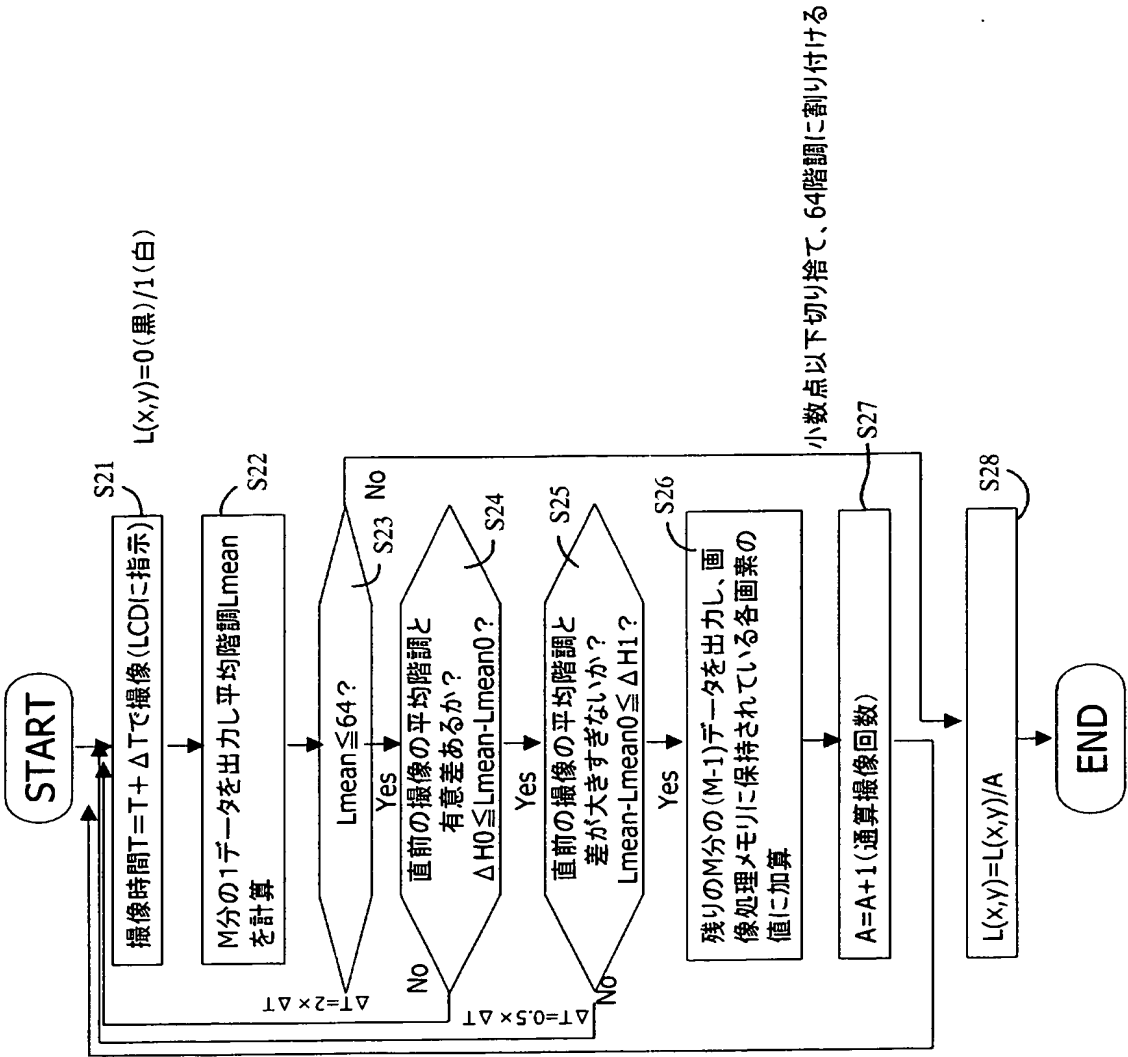 START
撮像時間T=T+ΔTで撮像(LCDに指示)
S21
L(x,y)=0(黒)/1(白)
M分の1データを出力し平均階調Lmean
を計算
S22
Lmean≦64?
S23
No
Yes
直前の撮像の平均階調と
有意差あるか?
ΔH0≦Lmean-Lmean0?
S24
No
ΔT=2×ΔT
Yes
直前の撮像の平均階調と
差が大きすぎないか?
Lmean-Lmean0≦ΔH1?
S25
No
ΔT=0.5×ΔT
Yes
残りのM分の(M-1)データを出力し、画
像処理メモリに保持されている各画素の
値に加算
S26
A=A+1(通算撮像回数)
S27
小数点以下切り捨て、64階調に割り付ける
L(x,y)=L(x,y)/A
S28
END